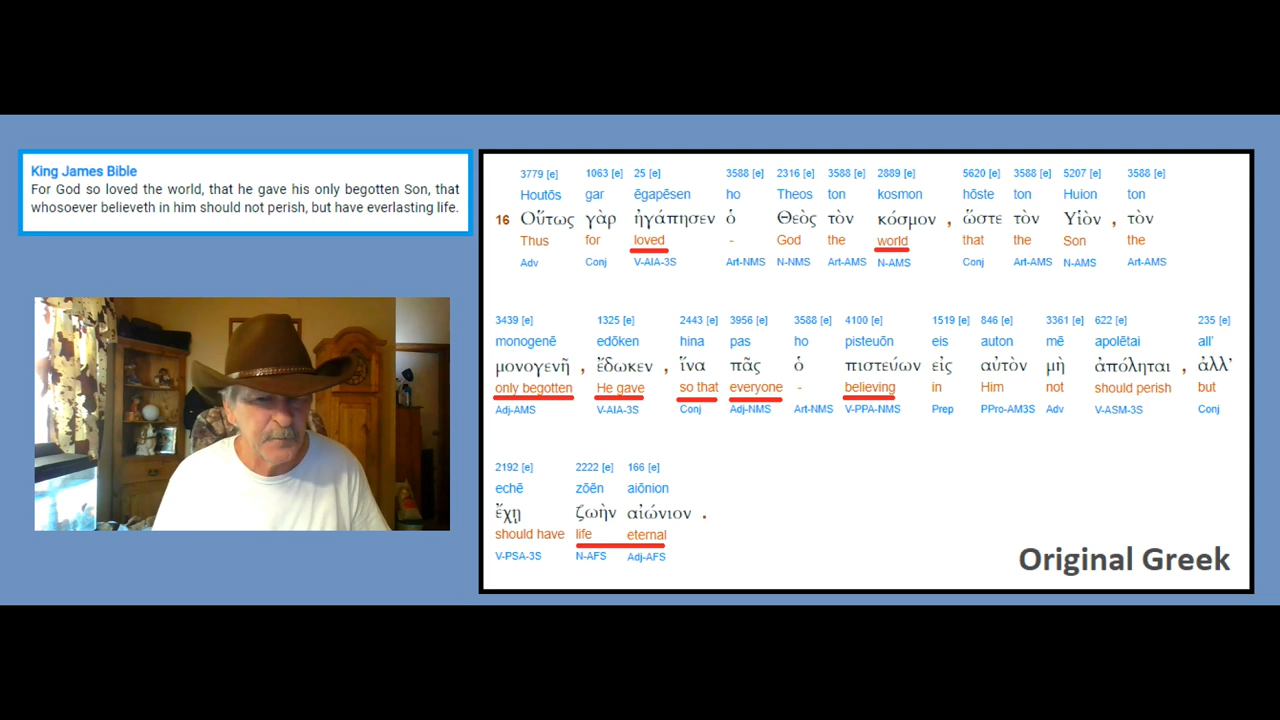 King James Bible
For God so loved the world, that he gave his only begotten Son, that
whosoever believeth in him should not perish, but have everlasting life.
3779 [e] 1063 [e] 25 [e] 3588 [e] 2316 [e] 3588 [e] 2889 [e] 5620 [e] 3588 [e] 5207 [e] 3588 [e]
Houtōs gar ēgapēsen ho Theos ton kosmon hōste ton Huion ton
16 Οὕτως γὰρ ἠγάπησεν ὁ Θεὸς τὸν κόσμον , ὥστε τὸν Υἱὸν , τὸν
Thus for loved - God the world that the Son the
Adv Conj V-AIA-3S Art-NMS N-NMS Art-AMS N-AMS Conj Art-AMS N-AMS Art-AMS
3439 [e] 1325 [e] 2443 [e] 3956 [e] 3588 [e] 4100 [e] 1519 [e] 846 [e] 3361 [e] 622 [e] 235 [e]
monogenē edōken hina pas ho pisteuōn eis auton mē apolētai all’
μονογενῆ , ἔδωκεν , ἵνα πᾶς ὁ πιστεύων εἰς αὐτὸν μὴ ἀπόληται , ἀλλ’
only begotten He gave so that everyone - believing in Him not should perish but
Adj-AMS V-AIA-3S Conj Adj-NMS Art-NMS V-PPA-NMS Prep PPro-AM3S Adv V-ASM-3S Conj
2192 [e] 2222 [e] 166 [e]
echē zōēn aiōnion
ἔχῃ ζωὴν αἰώνιον .
should have life eternal
V-PSA-3S N-AFS Adj-AFS
Original Greek